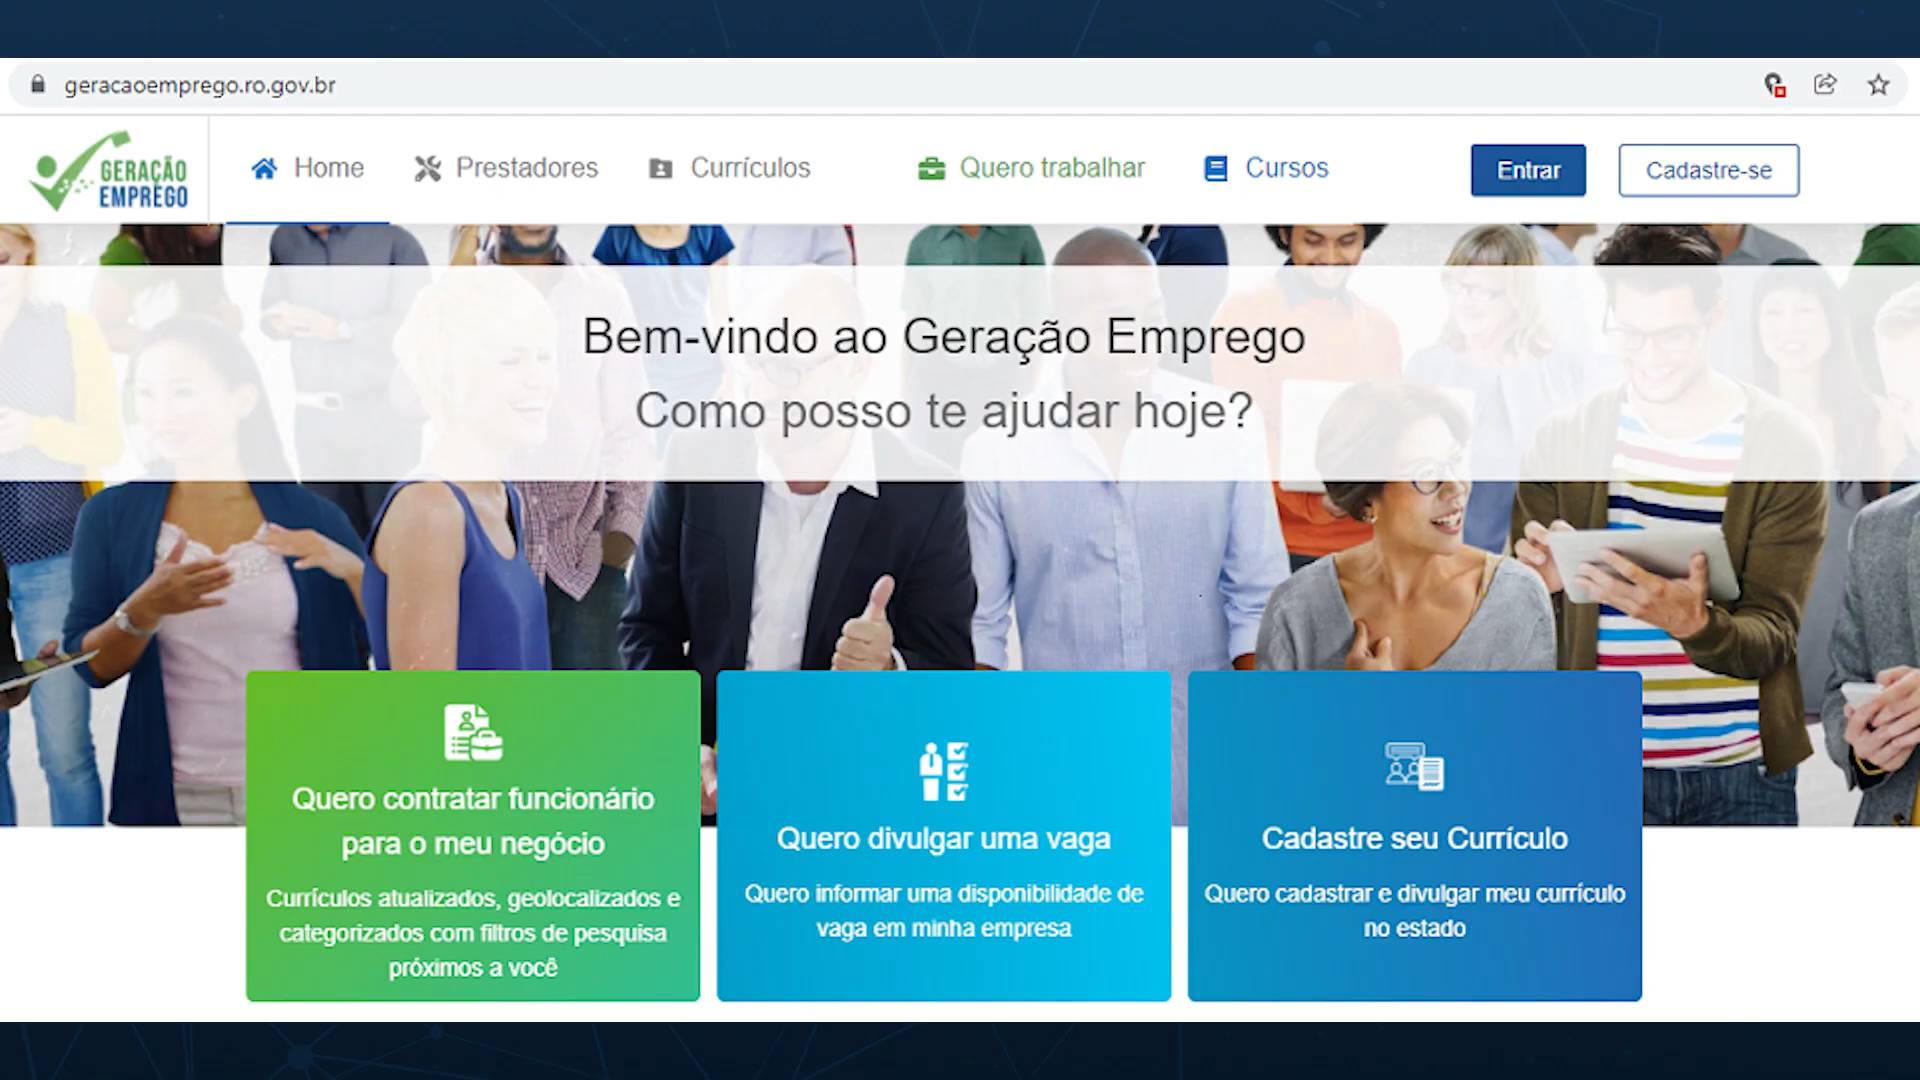 geracaoemprego.ro.gov.br
GERAÇÃO
EMPREGO
Home
Prestadores
Currículos
Quero trabalhar
Cursos
Entrar
Cadastre-se
Bem-vindo ao Geração Emprego
Como posso te ajudar hoje?
Quero contratar funcionário
para o meu negócio
Currículos atualizados, geolocalizados e
categorizados com filtros de pesquisa
próximos a você
Quero divulgar uma vaga
Quero informar uma disponibilidade de
vaga em minha empresa
Cadastre seu Currículo
Quero cadastrar e divulgar meu currículo
no estado